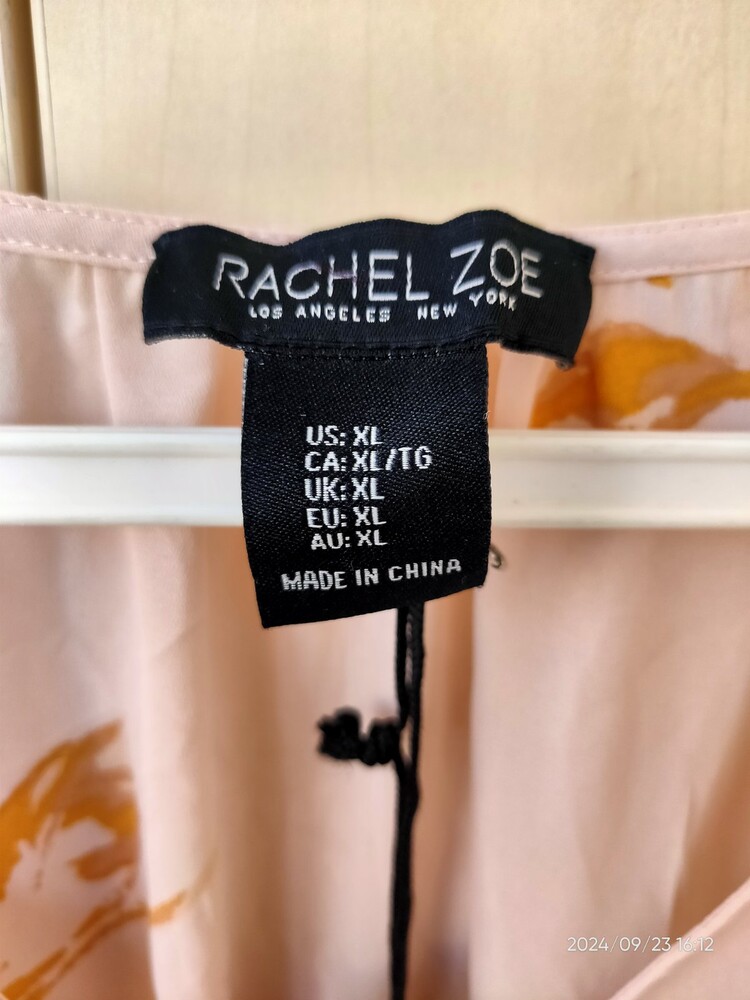 RACHEL ZOE
LOS ANGELES NEW YORK
US: XL
CA: XL/TG
UK: XL
EU: XL
AU: XL
MADE IN CHINA
2024/09/23 16:12